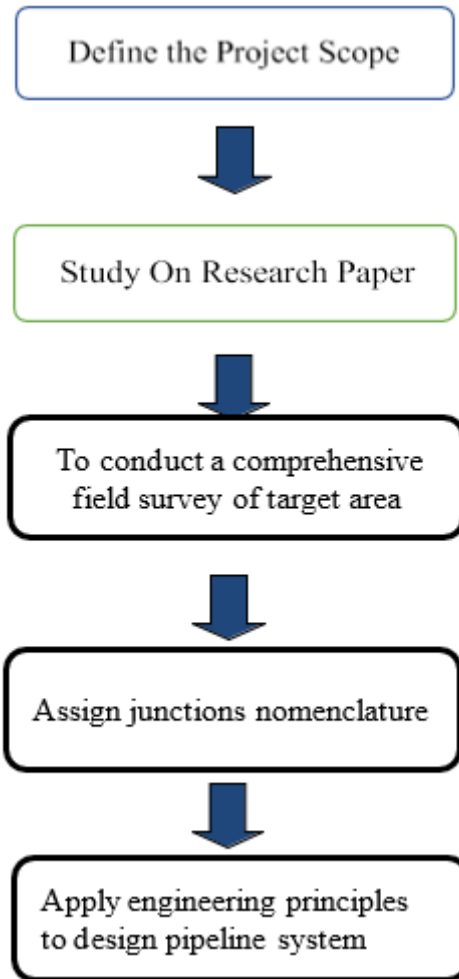 Define the Project Scope
Study On Research Paper
To conduct a comprehensive
field survey of target area
Assign junctions nomenclature
Apply engineering principles
to design pipeline system